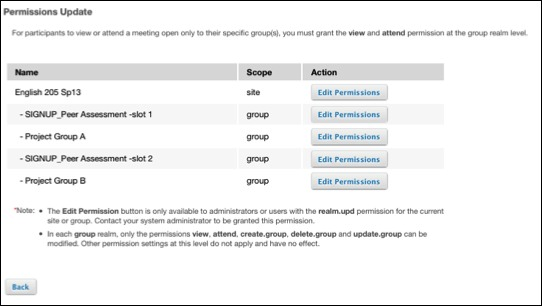 Permissions Update
For participants to view or attend a meeting open only to their specific group(s), you must grant the view and attend permission at the group realm level.
Name Scope Action
English 205 Sp13 site Edit Permissions
- SIGNUP_Peer Assessment -slot 1 group Edit Permissions
- Project Group A group Edit Permissions
- SIGNUP_Peer Assessment -slot 2 group Edit Permissions
- Project Group B group Edit Permissions
*Note: • The Edit Permission button is only available to administrators or users with the realm.upd permission for the current
site or group. Contact your system administrator to be granted this permission.
• In each group realm, only the permissions view, attend, create.group, delete.group and update.group can be
modified. Other permission settings at this level do not apply and have no effect.
Back